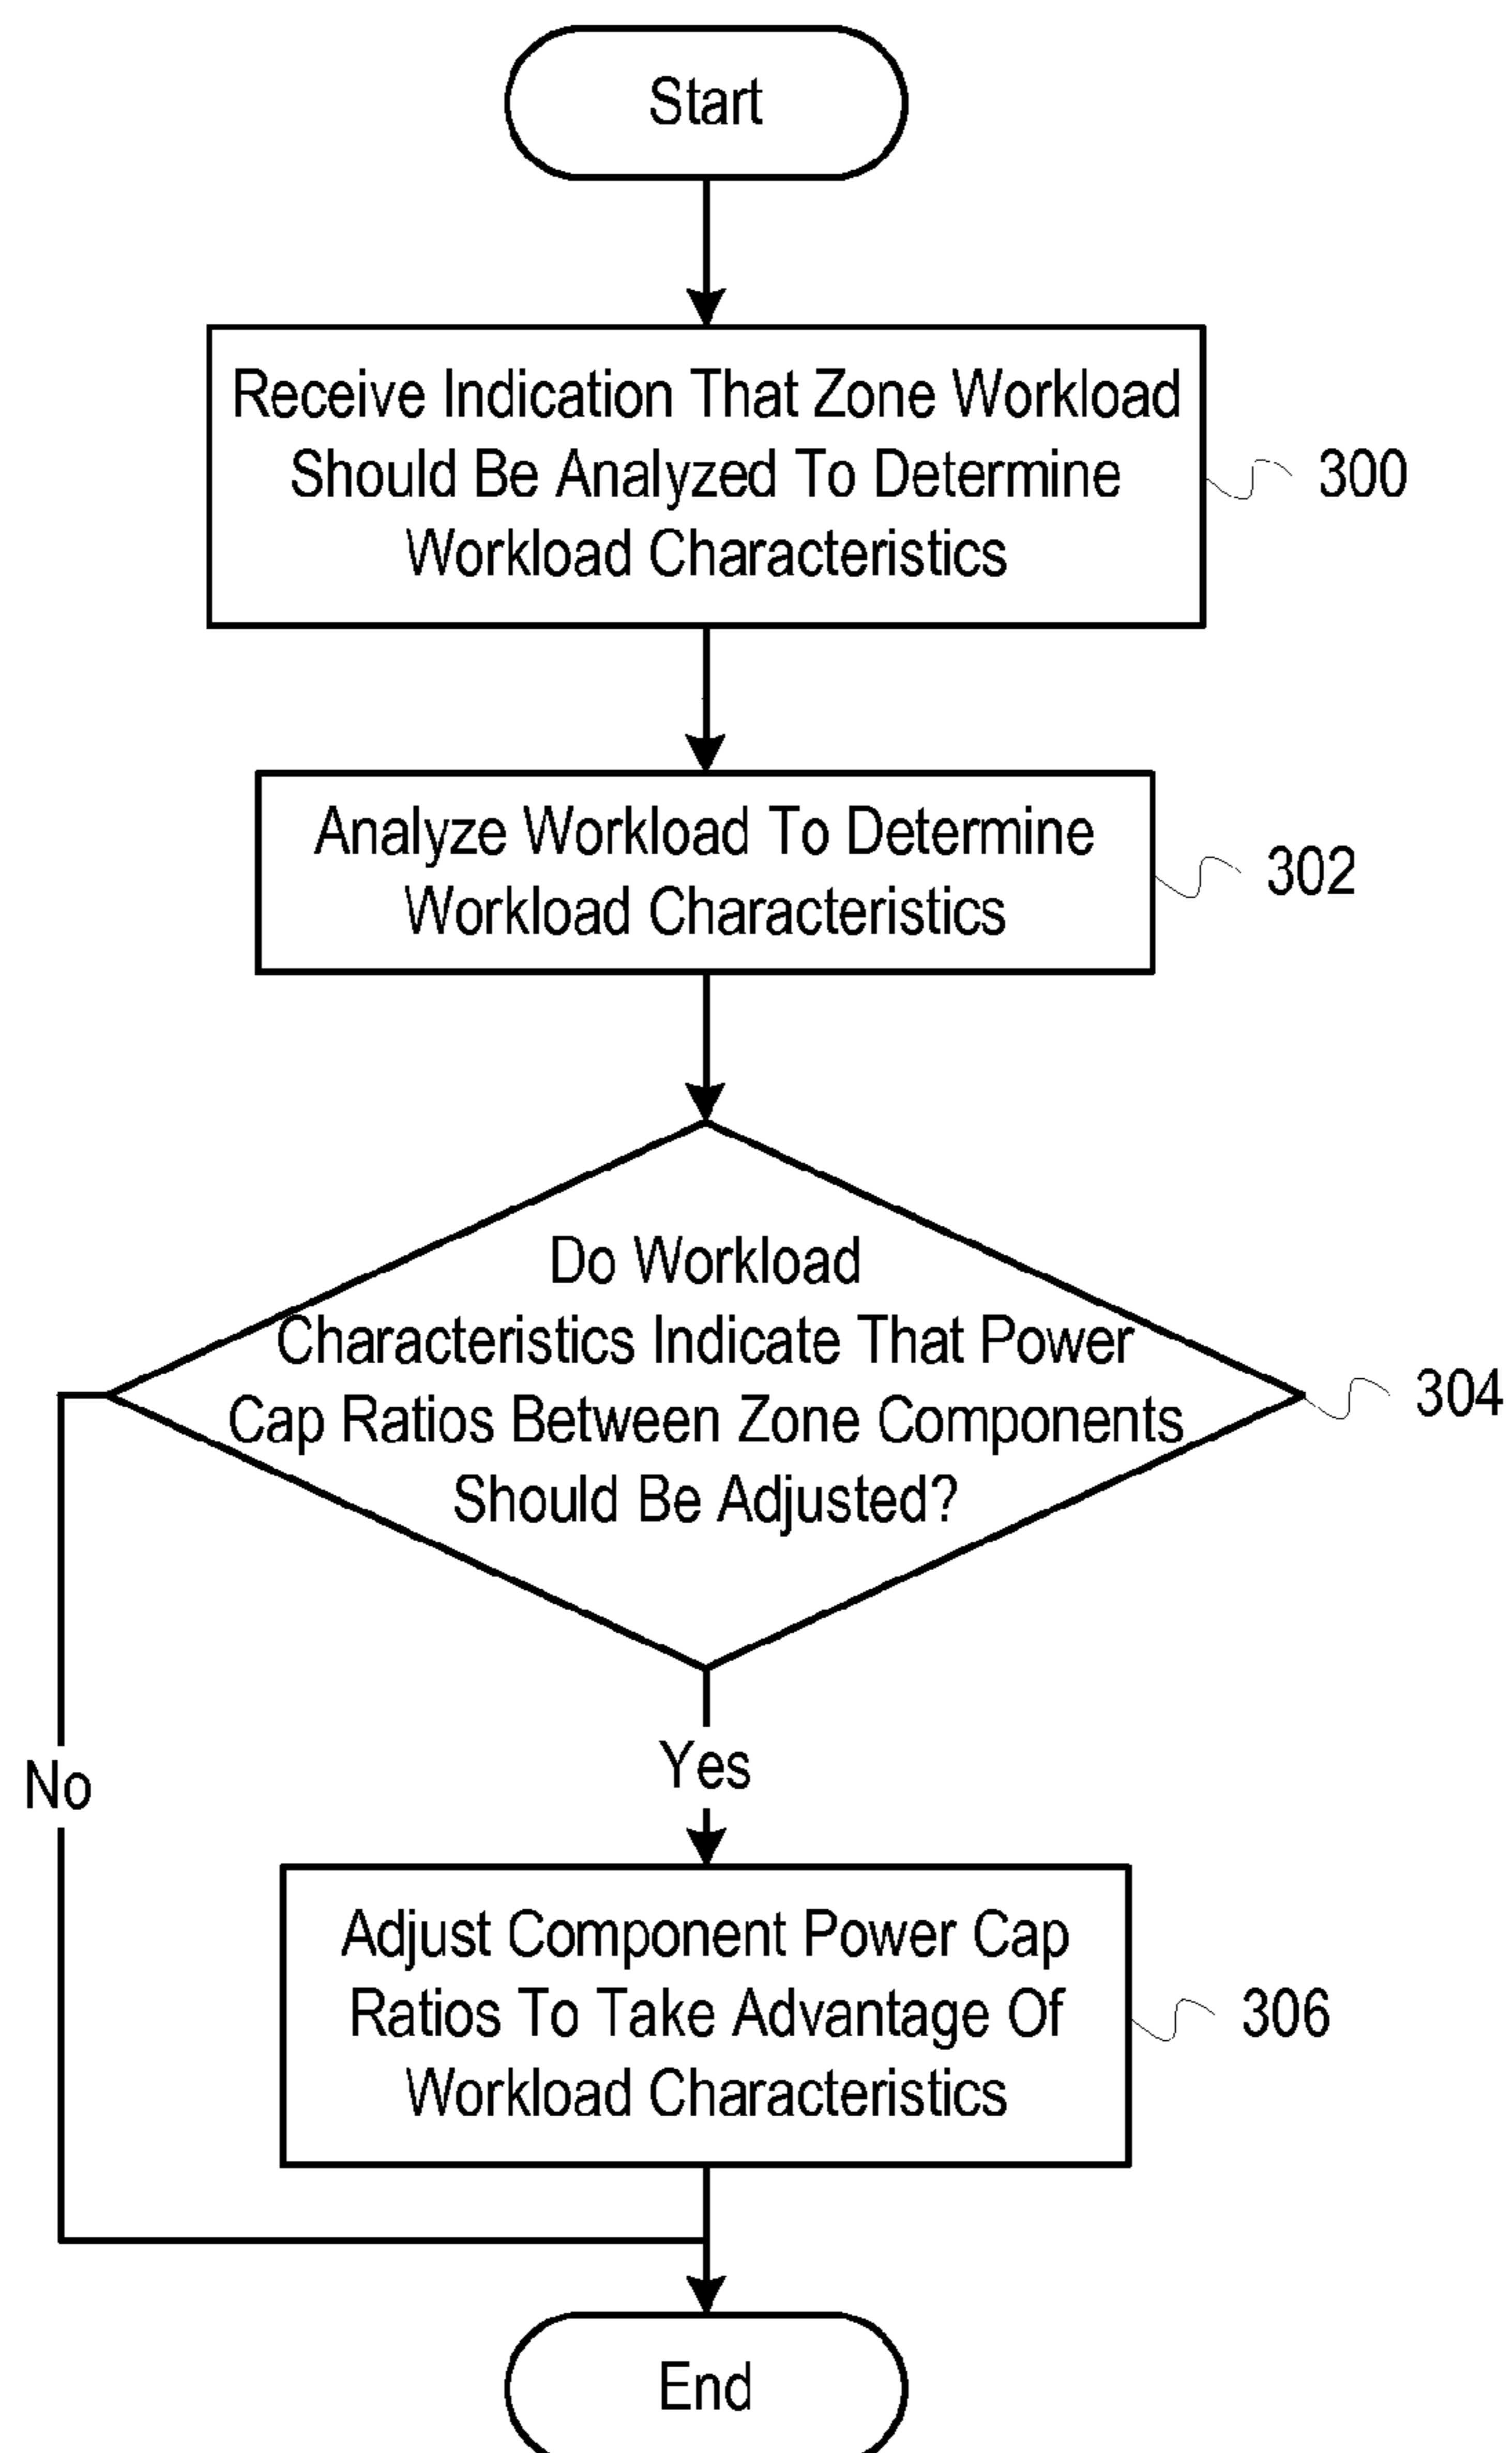 Start
Receive Indication That Zone Workload
Should Be Analyzed To Determine
Workload Characteristics
300
Analyze Workload To Determine
Workload Characteristics
302
Do Workload
Characteristics Indicate That Power
Cap Ratios Between Zone Components
Should Be Adjusted?
304
Yes
No
Adjust Component Power Cap
Ratios To Take Advantage Of
Workload Characteristics
306
End